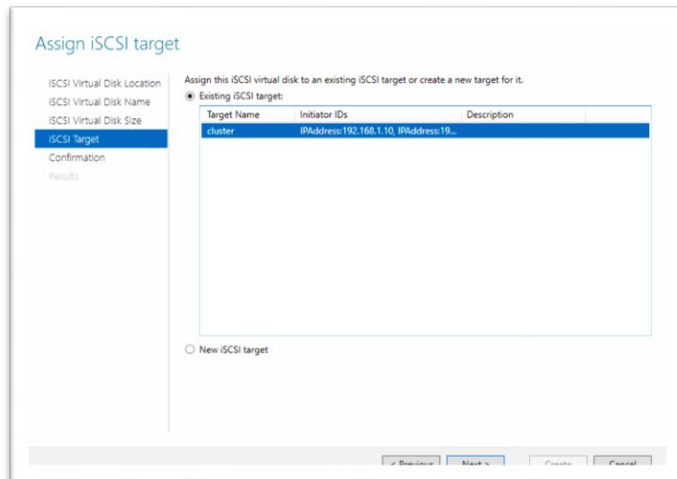 Assign iSCSI target
iSCSI Virtual Disk Location
iSCSI Virtual Disk Name
iSCSI Virtual Disk Size
iSCSI Target
Confirmation
Results
Assign this iSCSI virtual disk to an existing iSCSI target or create a new target for it.
Existing iSCSI target:
Target Name Initiator IDs Description
cluster IPAddress:192.168.1.10, IPAddress:19...
New iSCSI target
< Previous Next > Create Cancel